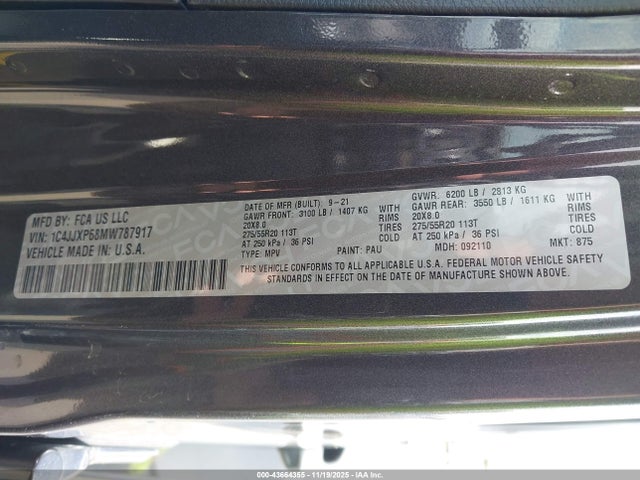 MFD BY: FCA US LLC
VIN: 1C4JJXP68MW787917
VEHICLE MADE IN: U.S.A.
DATE OF MFR (BUILT) 9-21
GAWR FRONT: 3100 LB / 1407 KG WITH
20X8.0 RIMS
275/55R20 113T TIRES
AT 250 kPa / 36 PSI COLD
TYPE: MPV PAINT: PAU
GVWR: 6200 LB / 2813 KG
GAWR REAR: 3550 LB / 1611 KG WITH
20X8.0 RIMS
275/55R20 113T TIRES
AT 250 kPa / 36 PSI COLD
MDH: 092110 MKT: 875
THIS VEHICLE CONFORMS TO ALL APPLICABLE U.S.A. FEDERAL MOTOR VEHICLE SAFETY
STANDARDS IN EFFECT ON THE DATE OF MANUFACTURE SHOWN ABOVE.
000-43654355 - 11/19/2025 - IAAI.COM